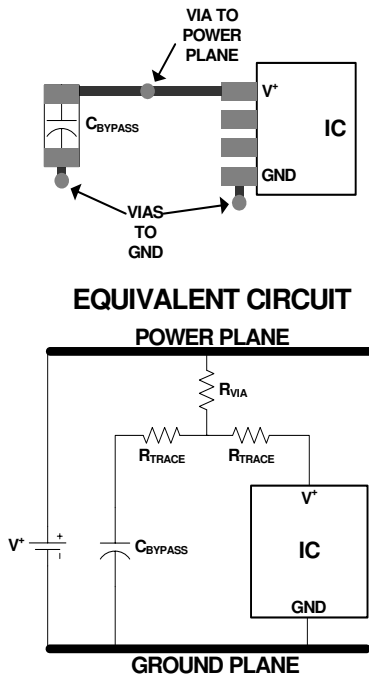 VIA TO
POWER
PLANE
V+
CBYPASS
IC
GND
VIAS
TO
GND
EQUIVALENT CIRCUIT
POWER PLANE
RVIA
RTRACE
RTRACE
V+
V+
+
-
CBYPASS
IC
GND
GROUND PLANE